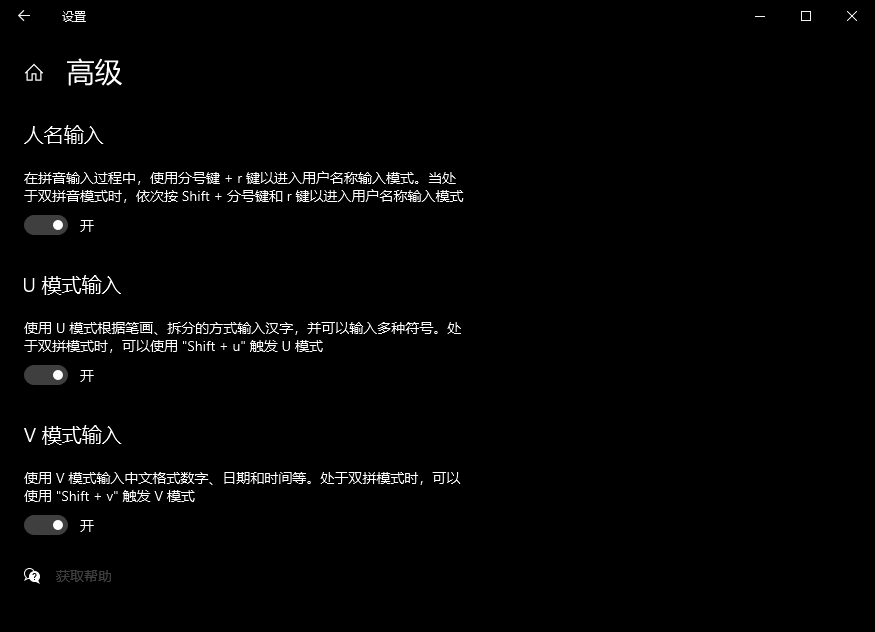 设置
高级
人名输入
在拼音输入过程中，使用分号键 + r 键以进入用户名称输入模式。当处
于双拼音模式时，依次按 Shift + 分号键和 r 键以进入用户名称输入模式
开
U 模式输入
使用 U 模式根据笔画、拆分的方式输入汉字，并可以输入多种符号。处
于双拼模式时，可以使用 "Shift + u" 触发 U 模式
开
V 模式输入
使用 V 模式输入中文格式数字、日期和时间等。处于双拼模式时，可以
使用 "Shift + v" 触发 V 模式
开
获取帮助